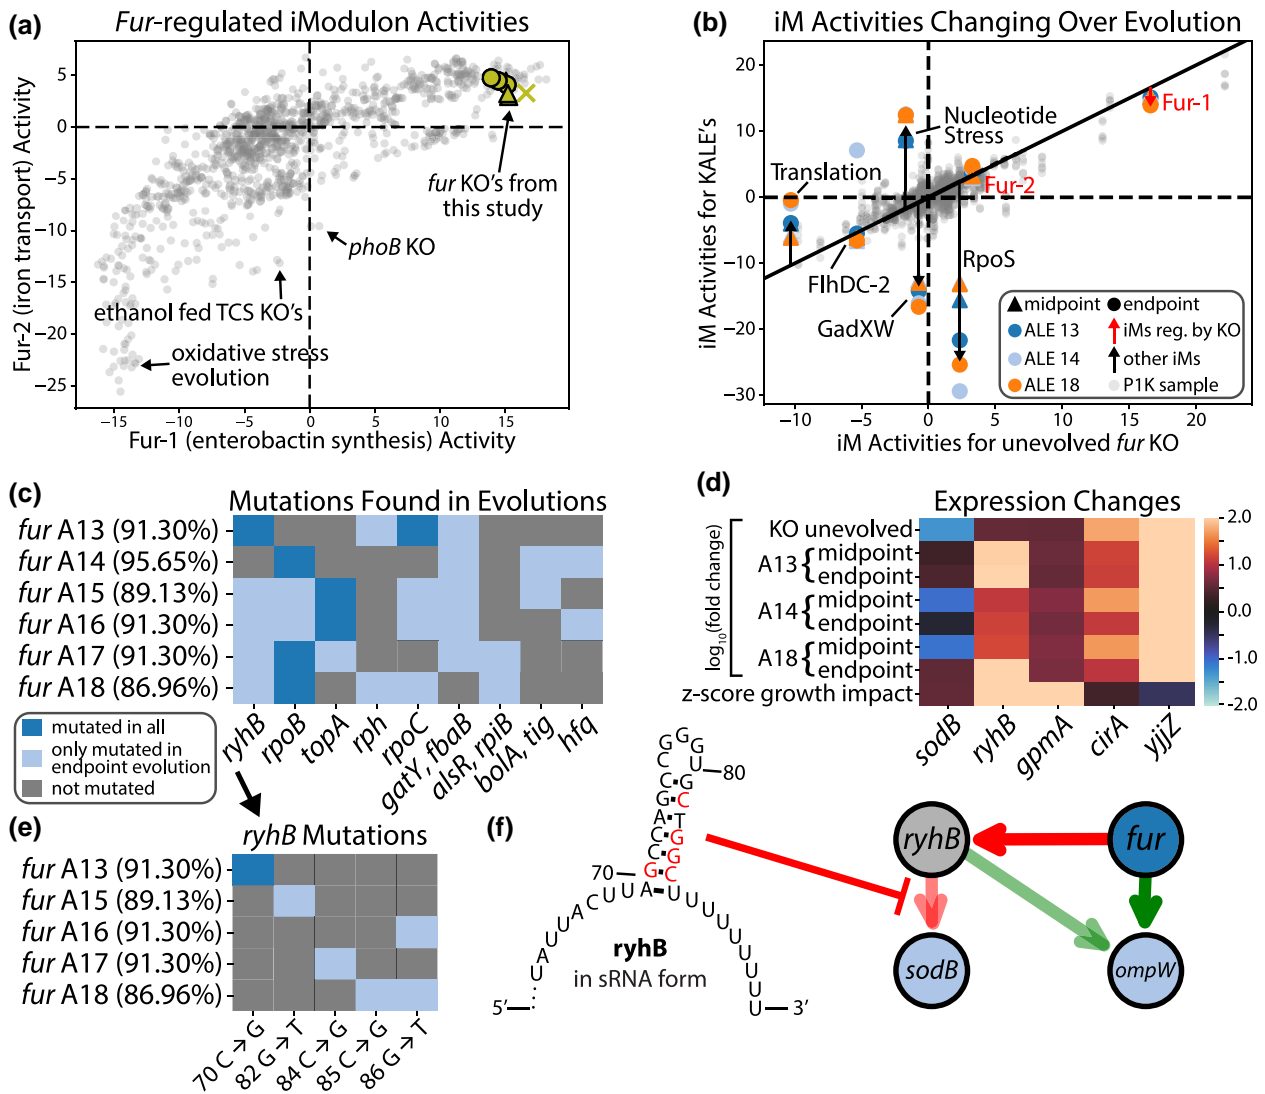 (a) Fur-regulated iModulon Activities
Fur-2 (iron transport) Activity
5
0
−5
−10
−15
−20
−25
fur KO's from
this study
phoB KO
ethanol fed TCS KO's
oxidative stress
evolution
−15 −10 −5 0 5 10 15
Fur-1 (enterobactin synthesis) Activity
(b) iM Activities Changing Over Evolution
iM Activities for KALE's
20
10
0
−10
−20
−30
Nucleotide
Stress
Fur-1
Translation
Fur-2
RpoS
FlhDC-2
GadXW
midpoint endpoint
ALE 13 iMs reg. by KO
ALE 14 other iMs
ALE 18 P1K sample
−10 −5 0 5 10 15 20
iM Activities for unevolved fur KO
(c) Mutations Found in Evolutions
fur A13 (91.30%)
fur A14 (95.65%)
fur A15 (89.13%)
fur A16 (91.30%)
fur A17 (91.30%)
fur A18 (86.96%)
ryhB rpoB topA rph rpoC gatY, fbaB alsR, rpiB bolA, tig hfq
mutated in all
only mutated in
endpoint evolution
not mutated
(d) Expression Changes
log10(fold change)
KO unevolved
A13 { midpoint
endpoint
A14 { midpoint
endpoint
A18 { midpoint
endpoint
z-score growth impact
sodB ryhB gpmA cirA yjjZ
2.0
1.0
0.0
-1.0
-2.0
(e) ryhB Mutations
fur A13 (91.30%)
fur A15 (89.13%)
fur A16 (91.30%)
fur A17 (91.30%)
fur A18 (86.96%)
70 C → G
82 G → T
84 C → G
85 C → G
86 G → T
(f)
5′
UAUUACUUAGCCAGCCGGGUGCTGGCUUUUUUUUU
3′
70
80
ryhB
in sRNA form
ryhB
fur
sodB
ompW